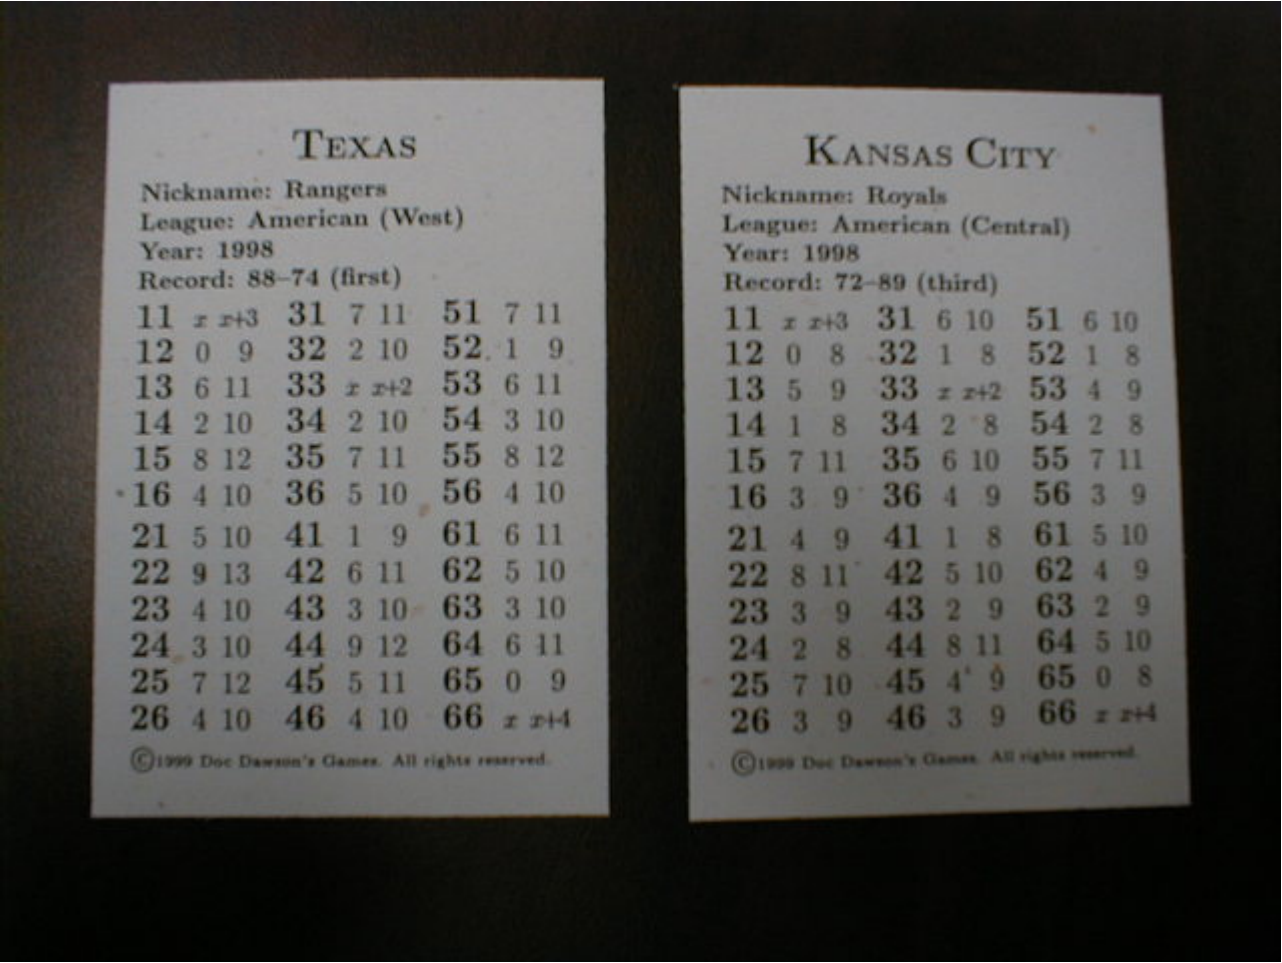 TEXAS
Nickname: Rangers
League: American (West)
Year: 1998
Record: 88–74 (first)
11 x x+3 31 7 11 51 7 11
12 0 9 32 2 10 52 1 9
13 6 11 33 x x+2 53 6 11
14 2 10 34 2 10 54 3 10
15 8 12 35 7 11 55 8 12
16 4 10 36 5 10 56 4 10
21 5 10 41 1 9 61 6 11
22 9 13 42 6 11 62 5 10
23 4 10 43 3 10 63 3 10
24 3 10 44 9 12 64 6 11
25 7 12 45 5 11 65 0 9
26 4 10 46 4 10 66 x x+4
©1999 Doc Dawson's Games. All rights reserved.
KANSAS CITY
Nickname: Royals
League: American (Central)
Year: 1998
Record: 72–89 (third)
11 x x+3 31 6 10 51 6 10
12 0 8 32 1 8 52 1 8
13 5 9 33 x x+2 53 4 9
14 1 8 34 2 8 54 2 8
15 7 11 35 6 10 55 7 11
16 3 9 36 4 9 56 3 9
21 4 9 41 1 8 61 5 10
22 8 11 42 5 10 62 4 9
23 3 9 43 2 9 63 2 9
24 2 8 44 8 11 64 5 10
25 7 10 45 4 9 65 0 8
26 3 9 46 3 9 66 x x+4
©1999 Doc Dawson's Games. All rights reserved.